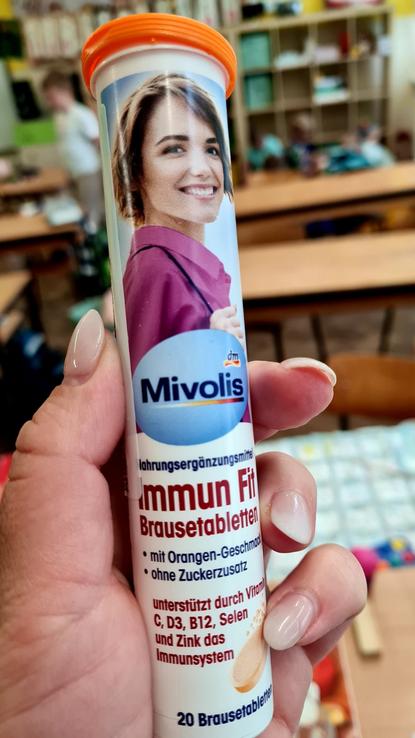 dm
Mivolis
Nahrungsergänzungsmittel
Immun Fit
Brausetabletten
• mit Orangen-Geschmack
• ohne Zuckerzusatz
unterstützt durch Vitamin
C, D3, B12, Selen
und Zink das
Immunsystem
20 Brausetabletten